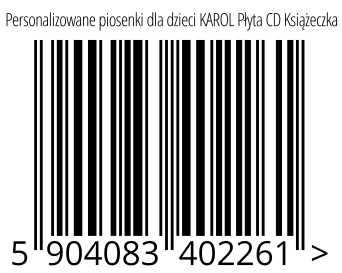 Personalizowane piosenki dla dzieci KAROL Płyta CD Książeczka
5 904083 402261 >